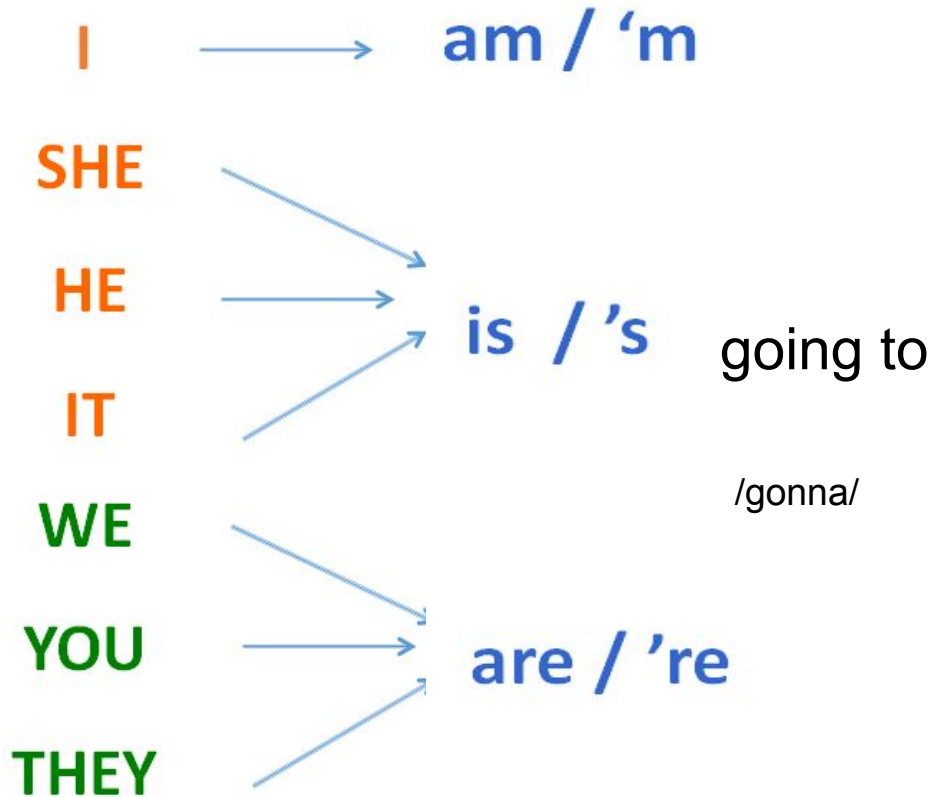 I am / ‘m
SHE
HE
is / ’s going to
IT
WE /gonna/
YOU are / ’re
THEY